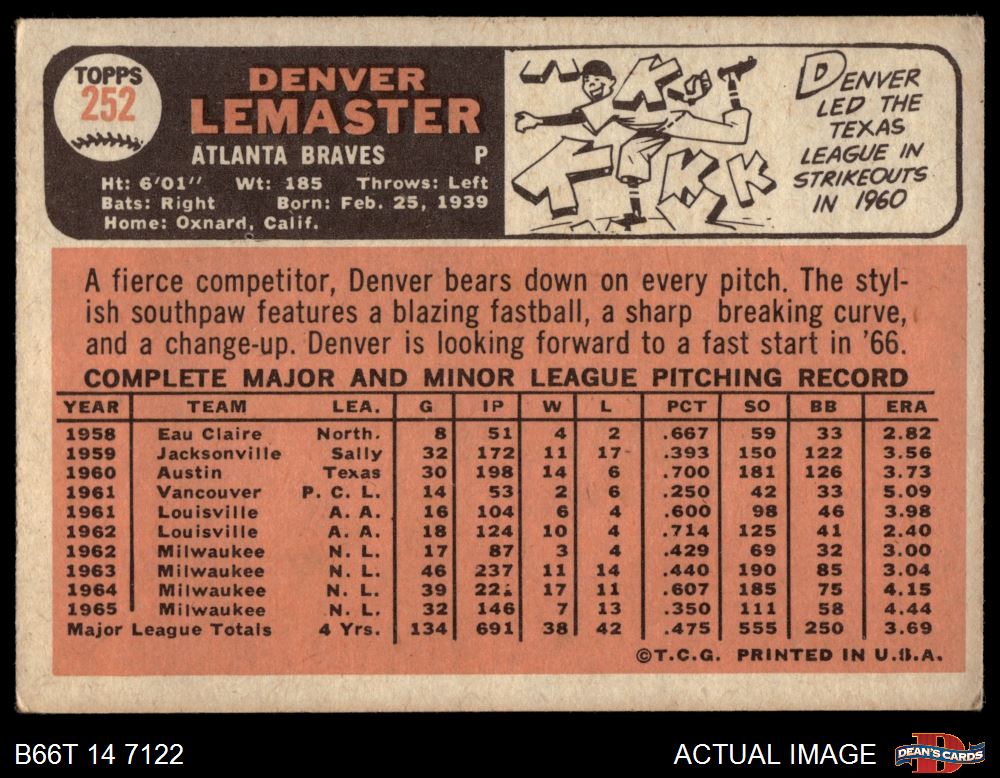 TOPPS
252
DENVER
LEMASTER
ATLANTA BRAVES P
Ht: 6'01" Wt: 185 Throws: Left
Bats: Right Born: Feb. 25, 1939
Home: Oxnard, Calif.
K
K K K
DENVER
LED THE
TEXAS
LEAGUE IN
STRIKEOUTS
IN 1960
A fierce competitor, Denver bears down on every pitch. The styl-
ish southpaw features a blazing fastball, a sharp breaking curve,
and a change-up. Denver is looking forward to a fast start in '66.
COMPLETE MAJOR AND MINOR LEAGUE PITCHING RECORD
YEAR TEAM LEA. G IP W L PCT SO BB ERA
1958 Eau Claire North. 8 51 4 2 .667 59 33 2.82
1959 Jacksonville Sally 32 172 11 17 .393 150 122 3.56
1960 Austin Texas 30 198 14 6 .700 181 126 3.73
1961 Vancouver P. C. L. 14 53 2 6 .250 42 33 5.09
1961 Louisville A. A. 16 104 6 4 .600 98 46 3.98
1962 Louisville A. A. 18 124 10 4 .714 125 41 2.40
1962 Milwaukee N. L. 17 87 3 4 .429 69 32 3.00
1963 Milwaukee N. L. 46 237 11 14 .440 190 85 3.04
1964 Milwaukee N. L. 39 17 11 .607 185 75 4.15
1965 Milwaukee N. L. 32 146 7 13 .350 111 58 4.44
Major League Totals 4 Yrs. 134 691 38 42 .475 555 250 3.69
©T.C.G. PRINTED IN U.S.A.
B66T 14 7122 ACTUAL IMAGE
DEAN'S CARDS